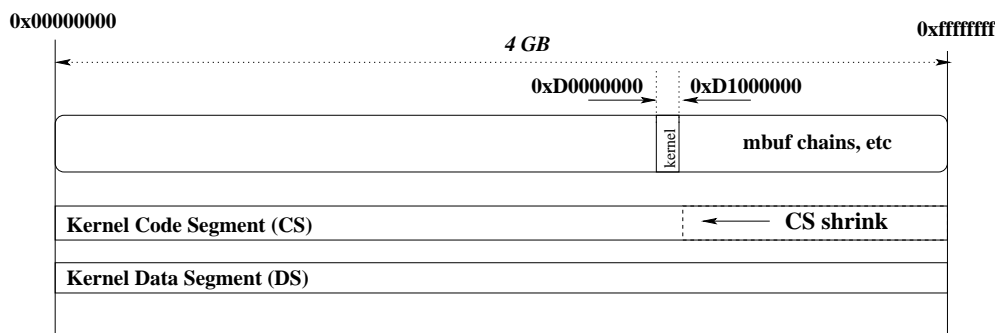 0x00000000
0xffffffff
4 GB
0xD0000000
0xD1000000
kernel
mbuf chains, etc
Kernel Code Segment (CS)
CS shrink
Kernel Data Segment (DS)